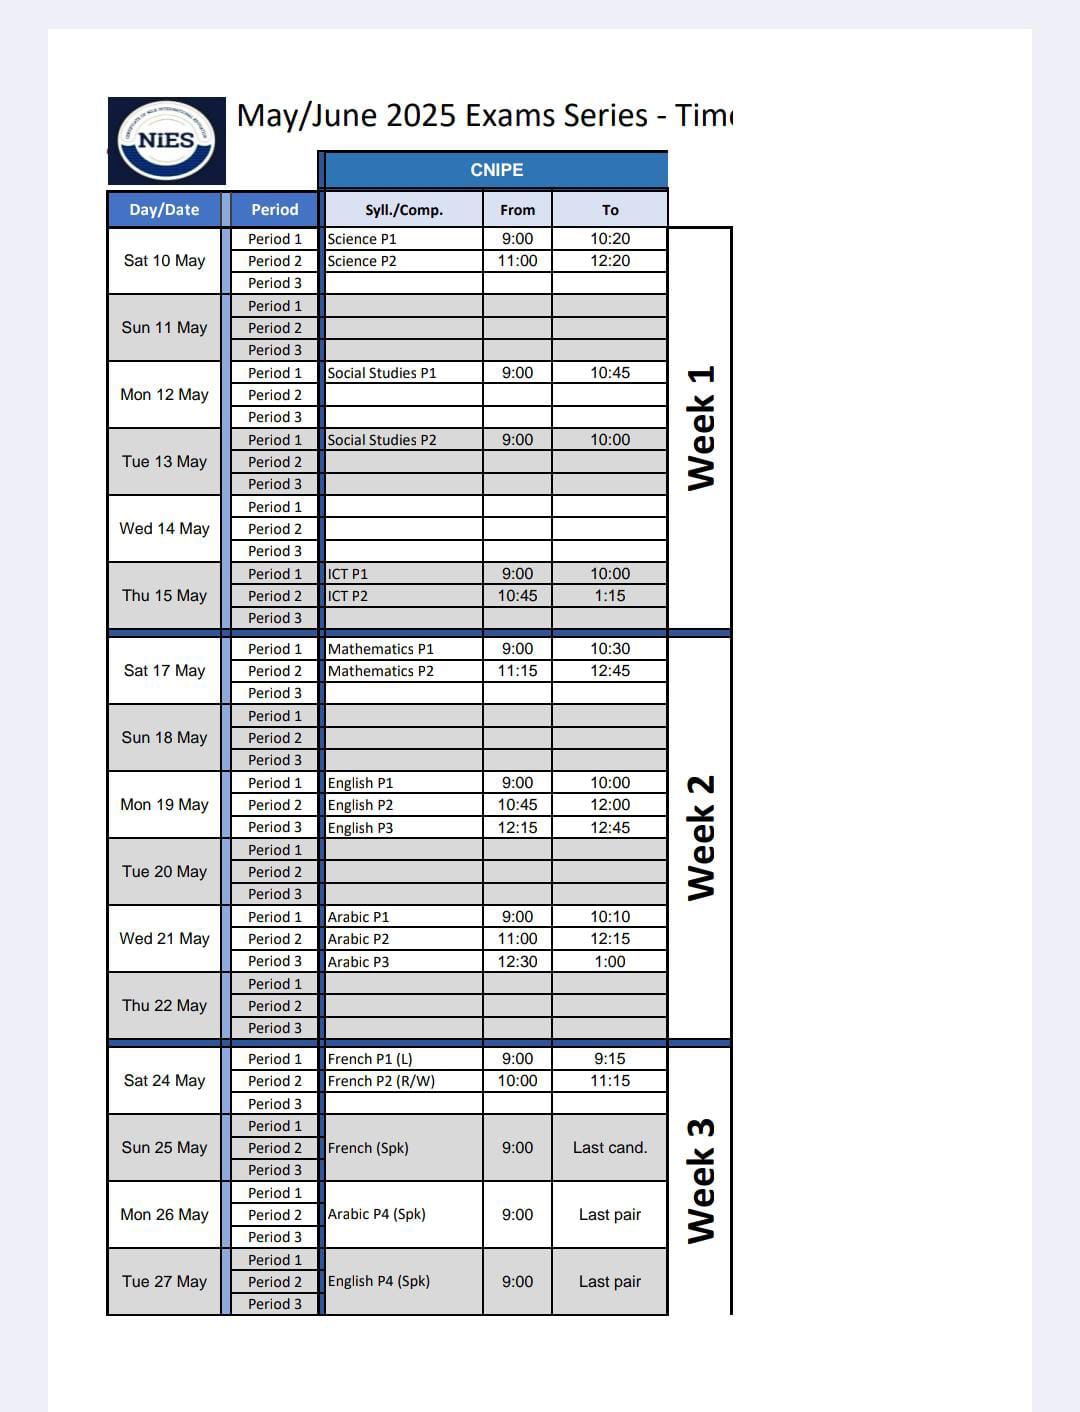 NiES
May/June 2025 Exams Series - Tim
CNIPE
Day/Date Period Syll./Comp. From To
Sat 10 May
Period 1 Science P1 9:00 10:20
Period 2 Science P2 11:00 12:20
Period 3
Sun 11 May
Period 1
Period 2
Period 3
Mon 12 May
Period 1 Social Studies P1 9:00 10:45
Period 2
Period 3
Tue 13 May
Period 1 Social Studies P2 9:00 10:00
Period 2
Period 3
Wed 14 May
Period 1
Period 2
Period 3
Thu 15 May
Period 1 ICT P1 9:00 10:00
Period 2 ICT P2 10:45 1:15
Period 3
Week 1
Sat 17 May
Period 1 Mathematics P1 9:00 10:30
Period 2 Mathematics P2 11:15 12:45
Period 3
Sun 18 May
Period 1
Period 2
Period 3
Mon 19 May
Period 1 English P1 9:00 10:00
Period 2 English P2 10:45 12:00
Period 3 English P3 12:15 12:45
Tue 20 May
Period 1
Period 2
Period 3
Wed 21 May
Period 1 Arabic P1 9:00 10:10
Period 2 Arabic P2 11:00 12:15
Period 3 Arabic P3 12:30 1:00
Thu 22 May
Period 1
Period 2
Period 3
Week 2
Sat 24 May
Period 1 French P1 (L) 9:00 9:15
Period 2 French P2 (R/W) 10:00 11:15
Period 3
Sun 25 May
Period 1
Period 2 French (Spk) 9:00 Last cand.
Period 3
Mon 26 May
Period 1
Period 2 Arabic P4 (Spk) 9:00 Last pair
Period 3
Tue 27 May
Period 1
Period 2 English P4 (Spk) 9:00 Last pair
Period 3
Week 3